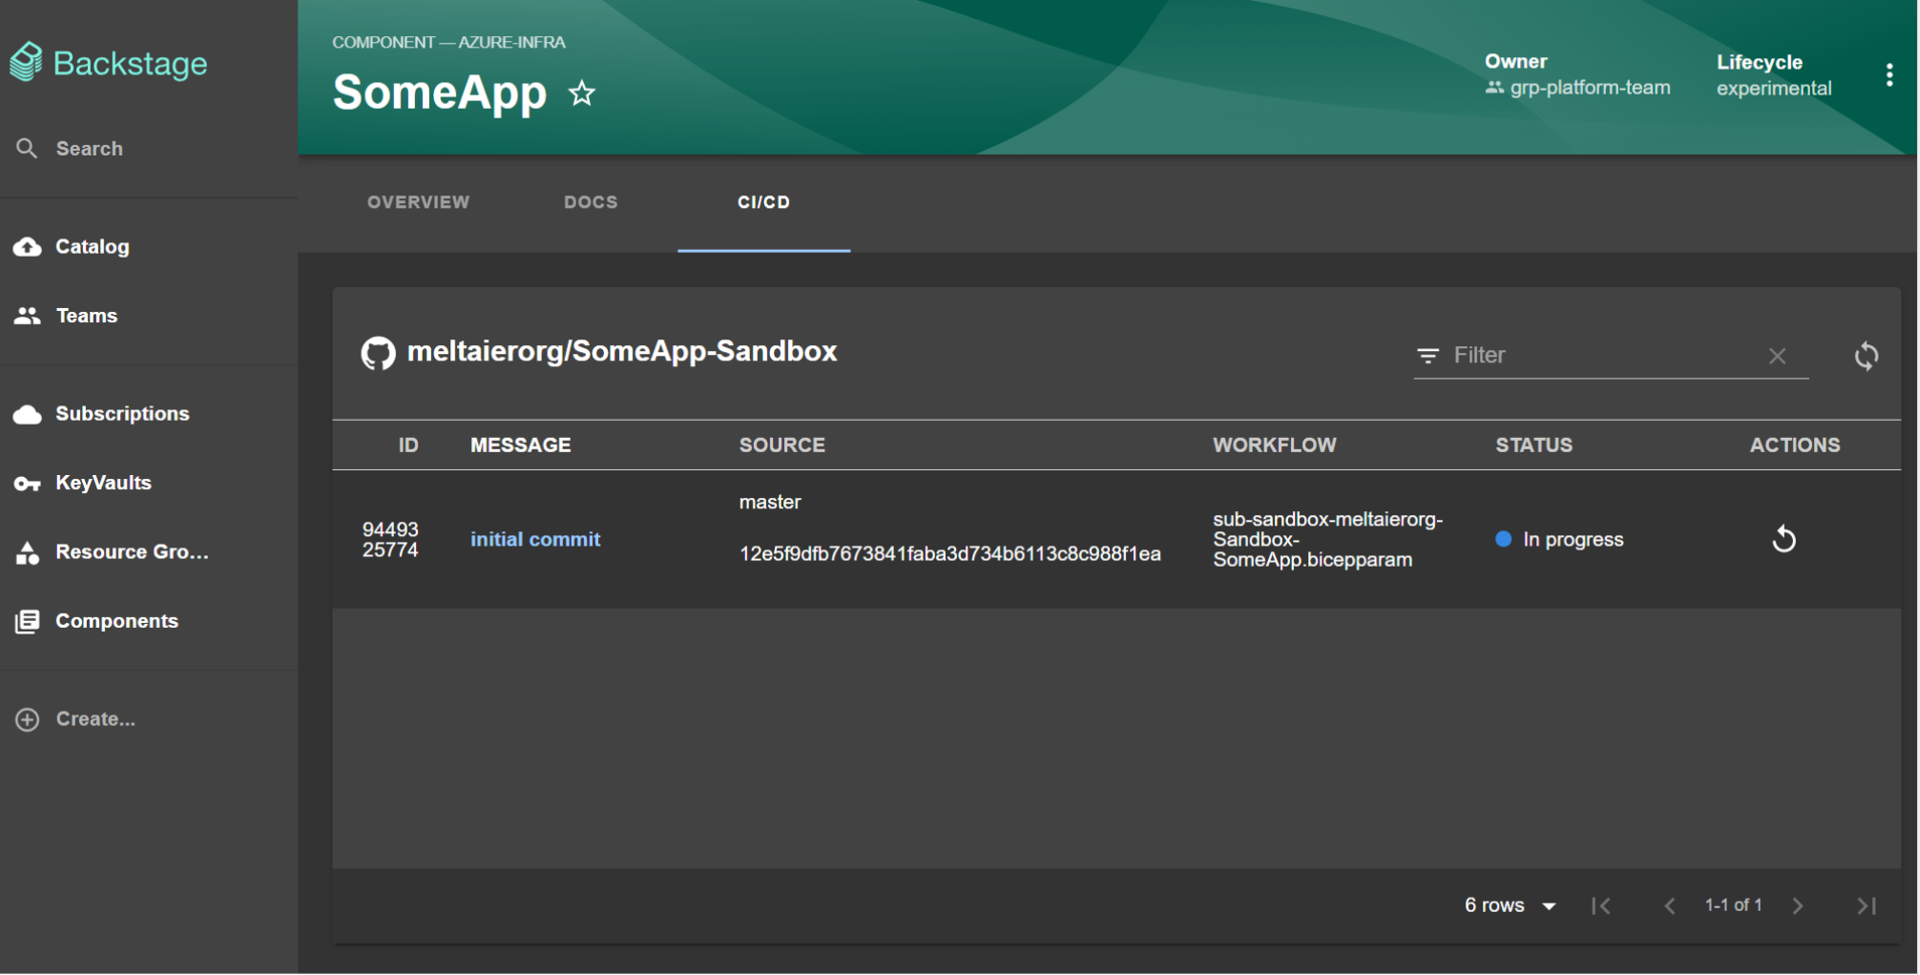 Backstage
Search
Catalog
Teams
Subscriptions
KeyVaults
Resource Gro...
Components
Create...
COMPONENT — AZURE-INFRA
SomeApp
Owner
grp-platform-team
Lifecycle
experimental
OVERVIEW
DOCS
CI/CD
meltaierorg/SomeApp-Sandbox
Filter
ID MESSAGE SOURCE WORKFLOW STATUS ACTIONS
94493
25774
initial commit
master
12e5f9dfb7673841faba3d734b6113c8c988f1ea
sub-sandbox-meltaierorg-
Sandbox-
SomeApp.bicepparam
In progress
6 rows
1-1 of 1